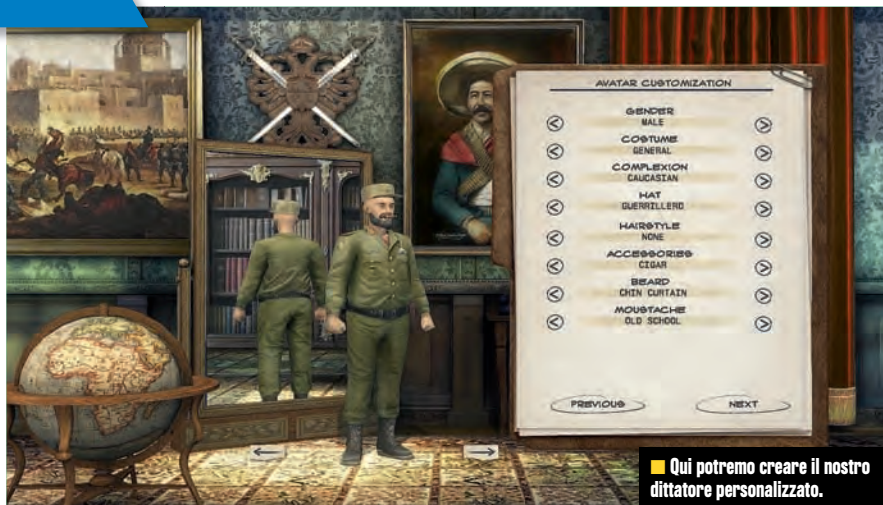 AVATAR CUSTOMIZATION
GENDER
MALE
COSTUME
GENERAL
COMPLEXION
CAUCASIAN
HAT
GUERRILLERO
HAIRSTYLE
NONE
ACCESSORIES
CIGAR
BEARD
CHIN CURTAIN
MOUSTACHE
OLD SCHOOL
PREVIOUS
NEXT
Qui potremo creare il nostro
dittatore personalizzato.